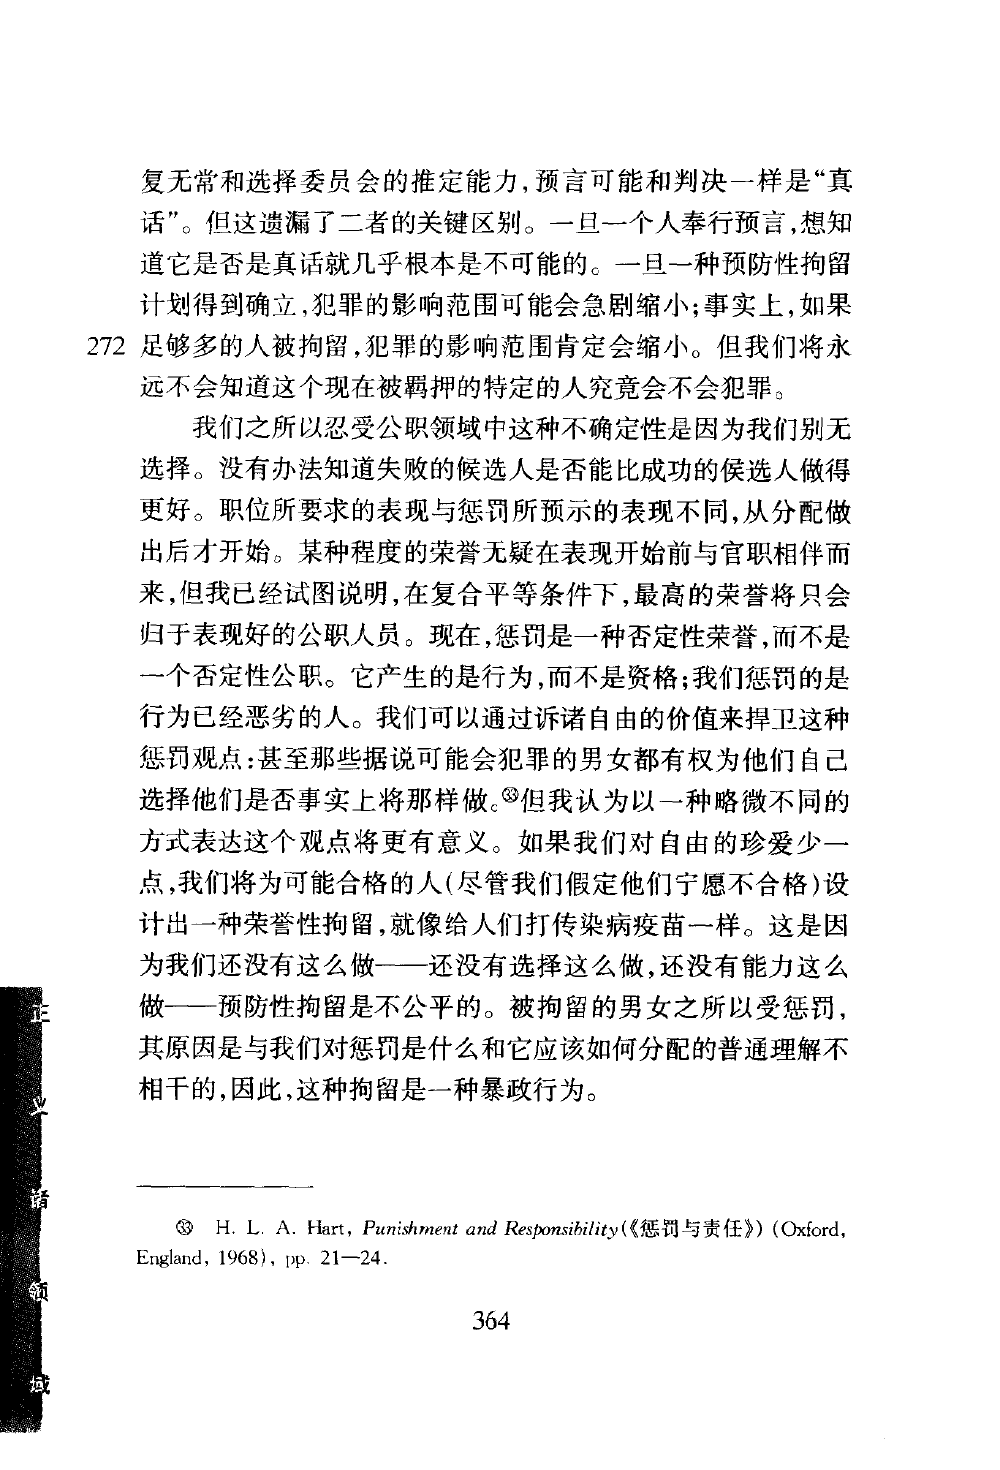 复无常和选择委员会的推定能力,预言可能和判决一样是“真
话”。但这遗漏了二者的关键区别。一旦一个人奉行预言,想知
道它是否是真话就几乎根本是不可能的。一旦一种预防性拘留
计划得到确立,犯罪的影响范围可能会急剧缩小;事实上,如果
272 足够多的人被拘留,犯罪的影响范围肯定会缩小。但我们将永
远不会知道这个现在被羁押的特定的人究竟会不会犯罪。
我们之所以忍受公职领域中这种不确定性是因为我们别无
选择。没有办法知道失败的候选人是否能比成功的侯选人做得
更好。职位所要求的表现与惩罚所预示的表现不同,从分配做
出后才开始。某种程度的荣誉无疑在表现开始前与官职相伴而
来,但我已经试图说明,在复合平等条件下,最高的荣誉将只会
归于表现好的公职人员。现在,惩罚是一种否定性荣誉,而不是
一个否定性公职。它产生的是行为,而不是资格;我们惩罚的是
行为已经恶劣的人。我们可以通过诉诸自由的价值来捍卫这种
惩罚观点:甚至那些据说可能会犯罪的男女都有权为他们自己
选择他们是否事实上将那样做。㉝但我认为以一种略微不同的
方式表达这个观点将更有意义。如果我们对自由的珍爱少一
点,我们将为可能合格的人(尽管我们假定他们宁愿不合格)设
计出一种荣誉性拘留,就像给人们打传染病疫苗一样。这是因
为我们还没有这么做——还没有选择这么做,还没有能力这么
做——预防性拘留是不公平的。被拘留的男女之所以受惩罚,
其原因是与我们对惩罚是什么和它应该如何分配的普通理解不
相干的,因此,这种拘留是一种暴政行为。
㉝ H. L. A. Hart, Punishment and Responsibility(《惩罚与责任》) (Oxford,
England, 1968), pp. 21—24.
364
正
义
诸
领
域